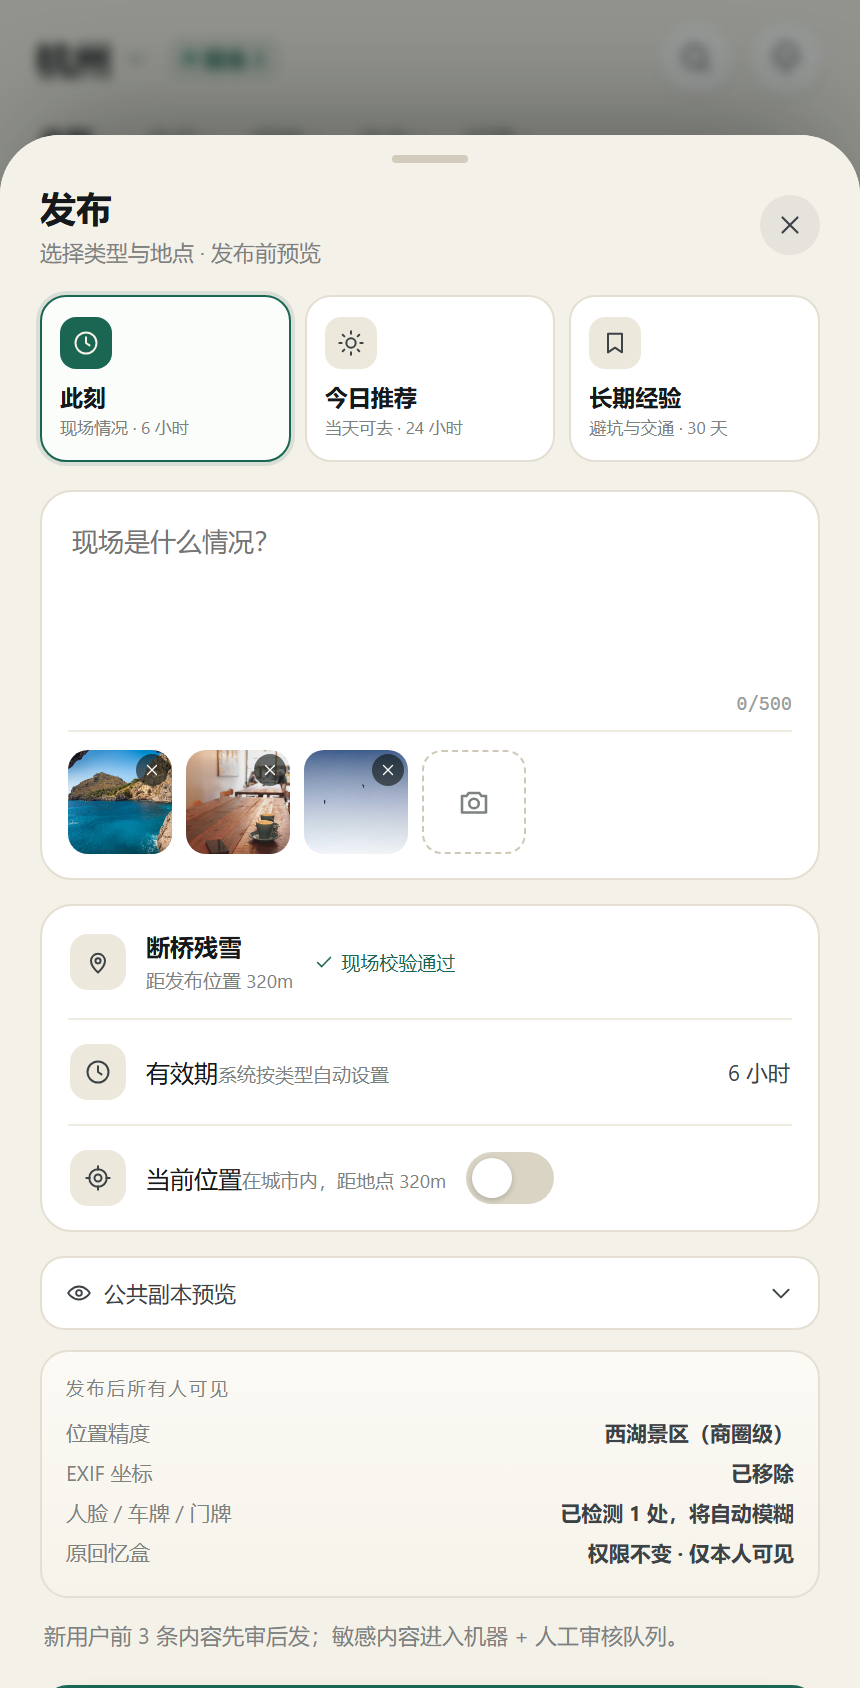 杭州
发布
选择类型与地点 · 发布前预览
此刻
现场情况 · 6 小时
今日推荐
当天可去 · 24 小时
长期经验
避坑与交通 · 30 天
现场是什么情况？
0/500
断桥残雪
距发布位置 320m
现场校验通过
有效期系统按类型自动设置
6 小时
当前位置在城市内，距地点 320m
公共副本预览
发布后所有人可见
位置精度 西湖景区（商圈级）
EXIF 坐标 已移除
人脸 / 车牌 / 门牌 已检测 1 处，将自动模糊
原回忆盒 权限不变 · 仅本人可见
新用户前 3 条内容先审后发；敏感内容进入机器 + 人工审核队列。